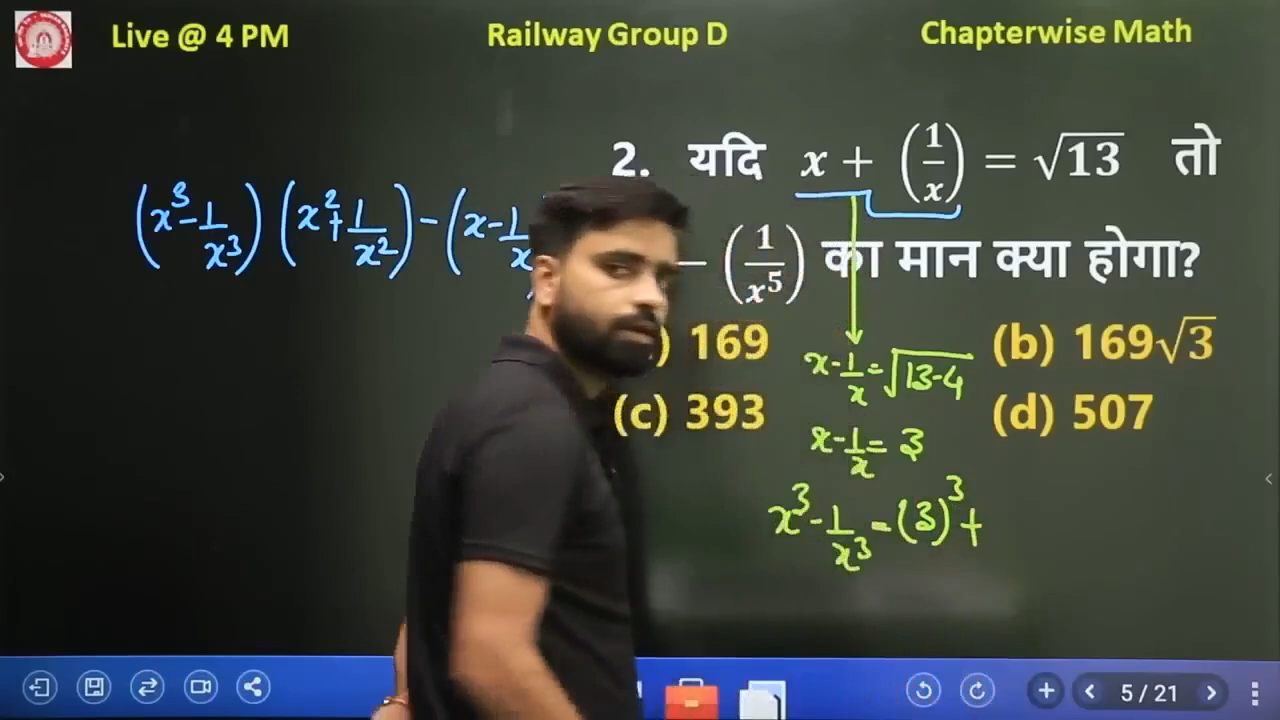 Live @ 4 PM
Railway Group D
Chapterwise Math
2. यदि x + (1/x) = √13 तो
− (1/x⁵) का मान क्या होगा?
) 169
(b) 169√3
(c) 393
(d) 507
(x³-1/x³) (x²+1/x²) - (x-1/x
x-1/x = √13-4
x-1/x = 3
x³-1/x³ = (3)³+
5 / 21